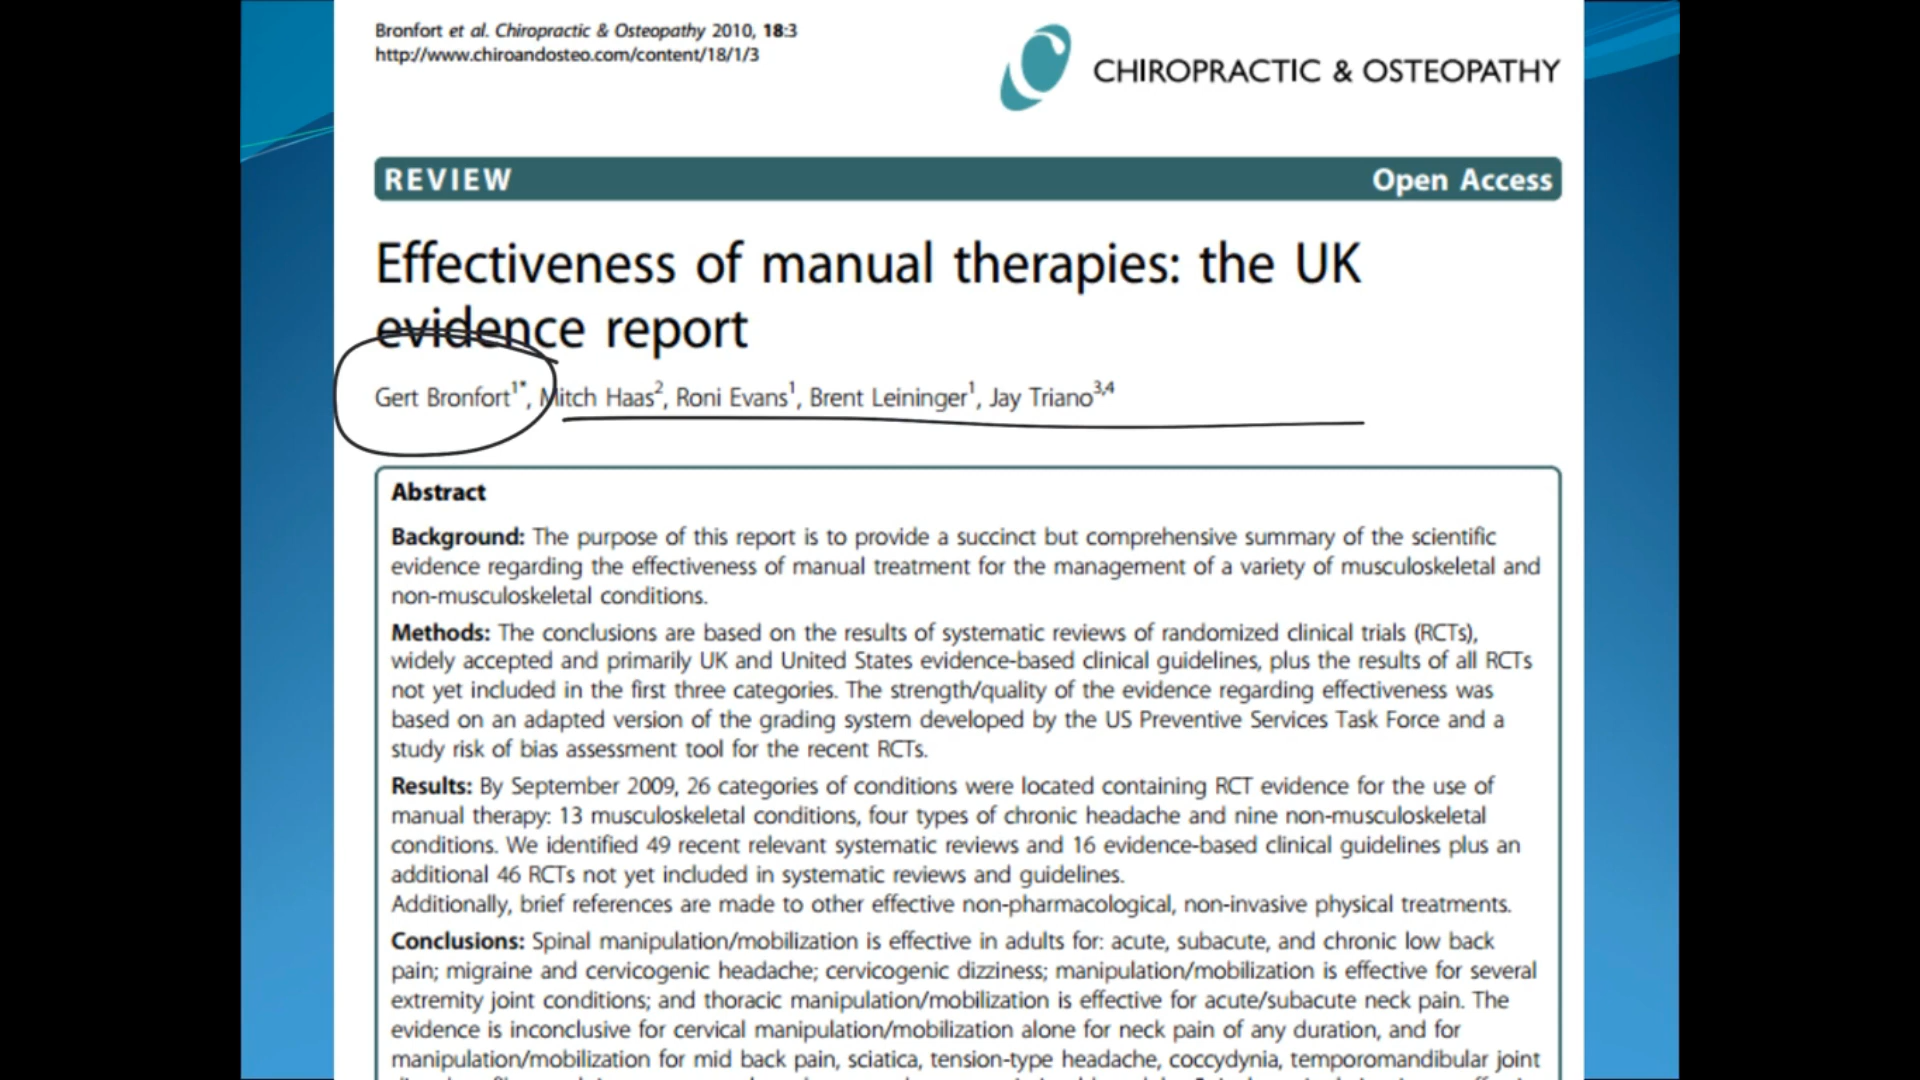 Bronfort et al. Chiropractic & Osteopathy 2010, 18:3
http://www.chiroandosteo.com/content/18/1/3
CHIROPRACTIC & OSTEOPATHY
REVIEW
Open Access
Effectiveness of manual therapies: the UK
evidence report
Gert Bronfort1*, Mitch Haas2, Roni Evans1, Brent Leininger1, Jay Triano3,4
Abstract
Background: The purpose of this report is to provide a succinct but comprehensive summary of the scientific
evidence regarding the effectiveness of manual treatment for the management of a variety of musculoskeletal and
non-musculoskeletal conditions.
Methods: The conclusions are based on the results of systematic reviews of randomized clinical trials (RCTs),
widely accepted and primarily UK and United States evidence-based clinical guidelines, plus the results of all RCTs
not yet included in the first three categories. The strength/quality of the evidence regarding effectiveness was
based on an adapted version of the grading system developed by the US Preventive Services Task Force and a
study risk of bias assessment tool for the recent RCTs.
Results: By September 2009, 26 categories of conditions were located containing RCT evidence for the use of
manual therapy: 13 musculoskeletal conditions, four types of chronic headache and nine non-musculoskeletal
conditions. We identified 49 recent relevant systematic reviews and 16 evidence-based clinical guidelines plus an
additional 46 RCTs not yet included in systematic reviews and guidelines.
Additionally, brief references are made to other effective non-pharmacological, non-invasive physical treatments.
Conclusions: Spinal manipulation/mobilization is effective in adults for: acute, subacute, and chronic low back
pain; migraine and cervicogenic headache; cervicogenic dizziness; manipulation/mobilization is effective for several
extremity joint conditions; and thoracic manipulation/mobilization is effective for acute/subacute neck pain. The
evidence is inconclusive for cervical manipulation/mobilization alone for neck pain of any duration, and for
manipulation/mobilization for mid back pain, sciatica, tension-type headache, coccydynia, temporomandibular joint